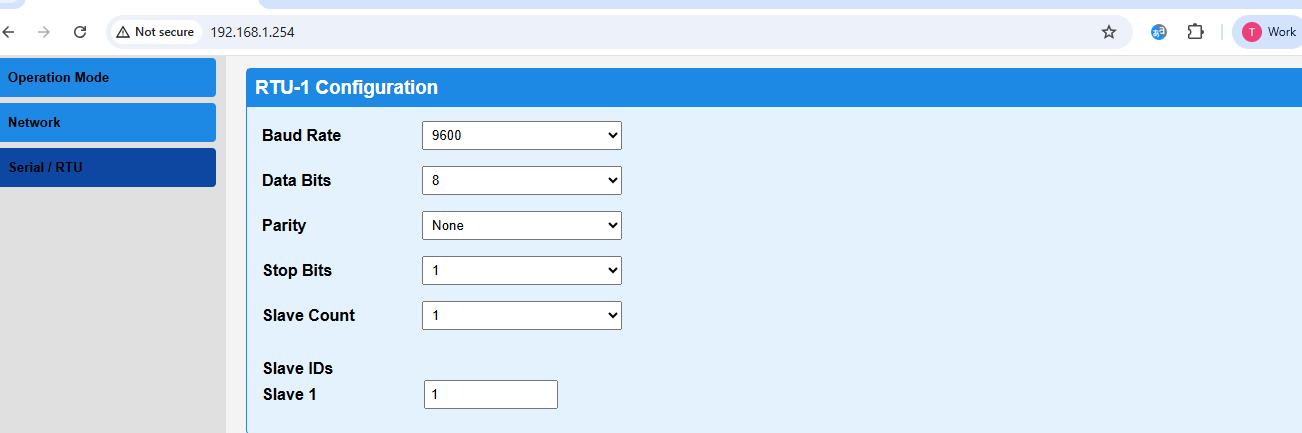 Not secure 192.168.1.254 T Work
Operation Mode
Network
Serial / RTU
RTU-1 Configuration
Baud Rate 9600
Data Bits 8
Parity None
Stop Bits 1
Slave Count 1
Slave IDs
Slave 1 1